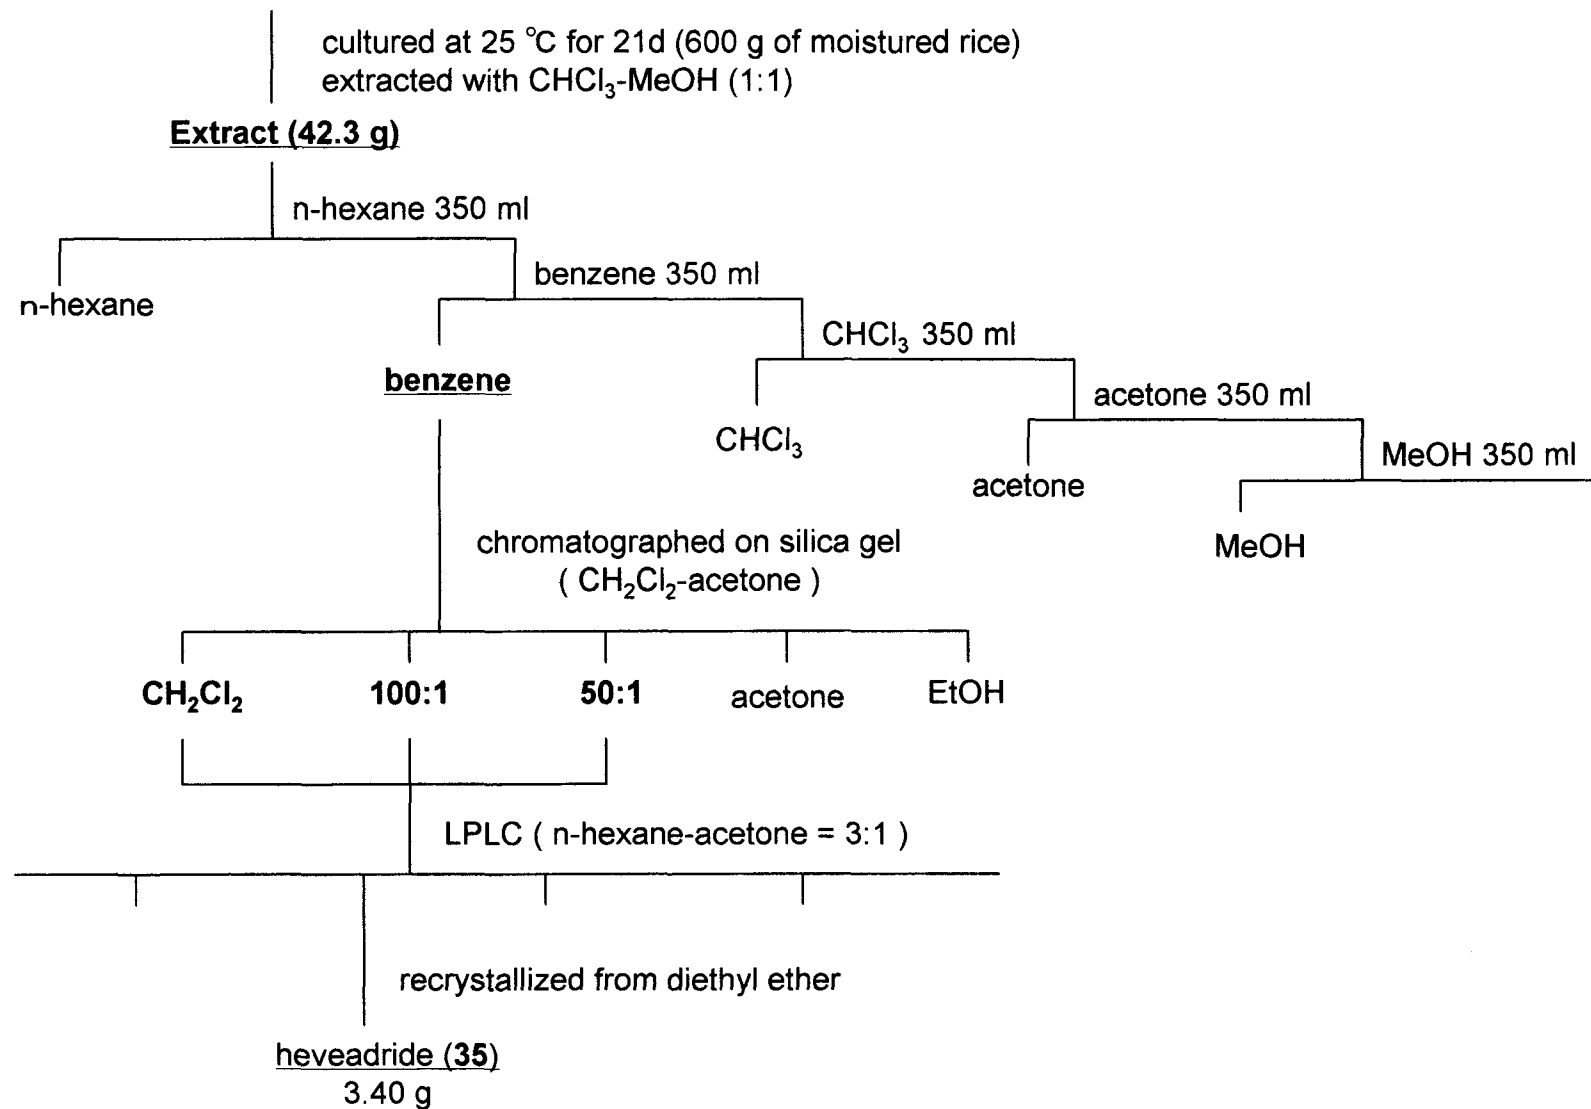 cultured at 25 °C for 21d (600 g of moistured rice)
extracted with CHCl₃-MeOH (1:1)
Extract (42.3 g)
n-hexane 350 ml
n-hexane
benzene 350 ml
benzene
CHCl₃ 350 ml
CHCl₃
acetone 350 ml
acetone
MeOH 350 ml
MeOH
chromatographed on silica gel
( CH₂Cl₂-acetone )
CH₂Cl₂ 100:1 50:1 acetone EtOH
LPLC ( n-hexane-acetone = 3:1 )
recrystallized from diethyl ether
heveadride (35)
3.40 g